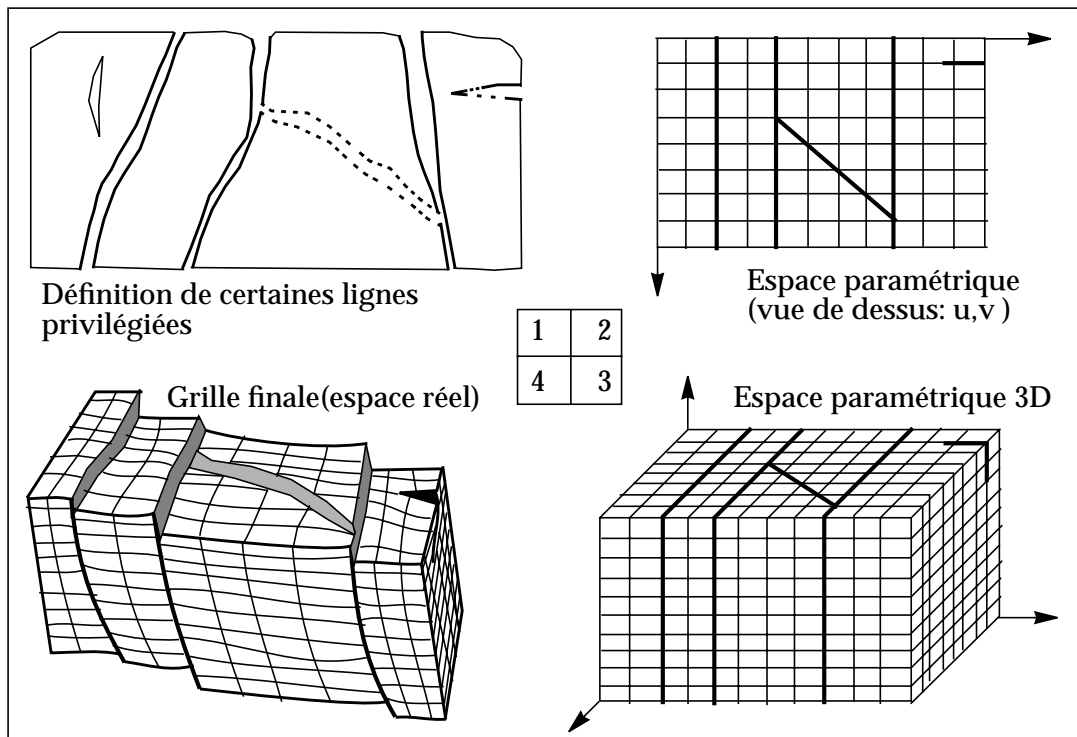 Définition de certaines lignes
privilégiées
Espace paramétrique
(vue de dessus: u,v )
1 2
4 3
Grille finale(espace réel)
Espace paramétrique 3D